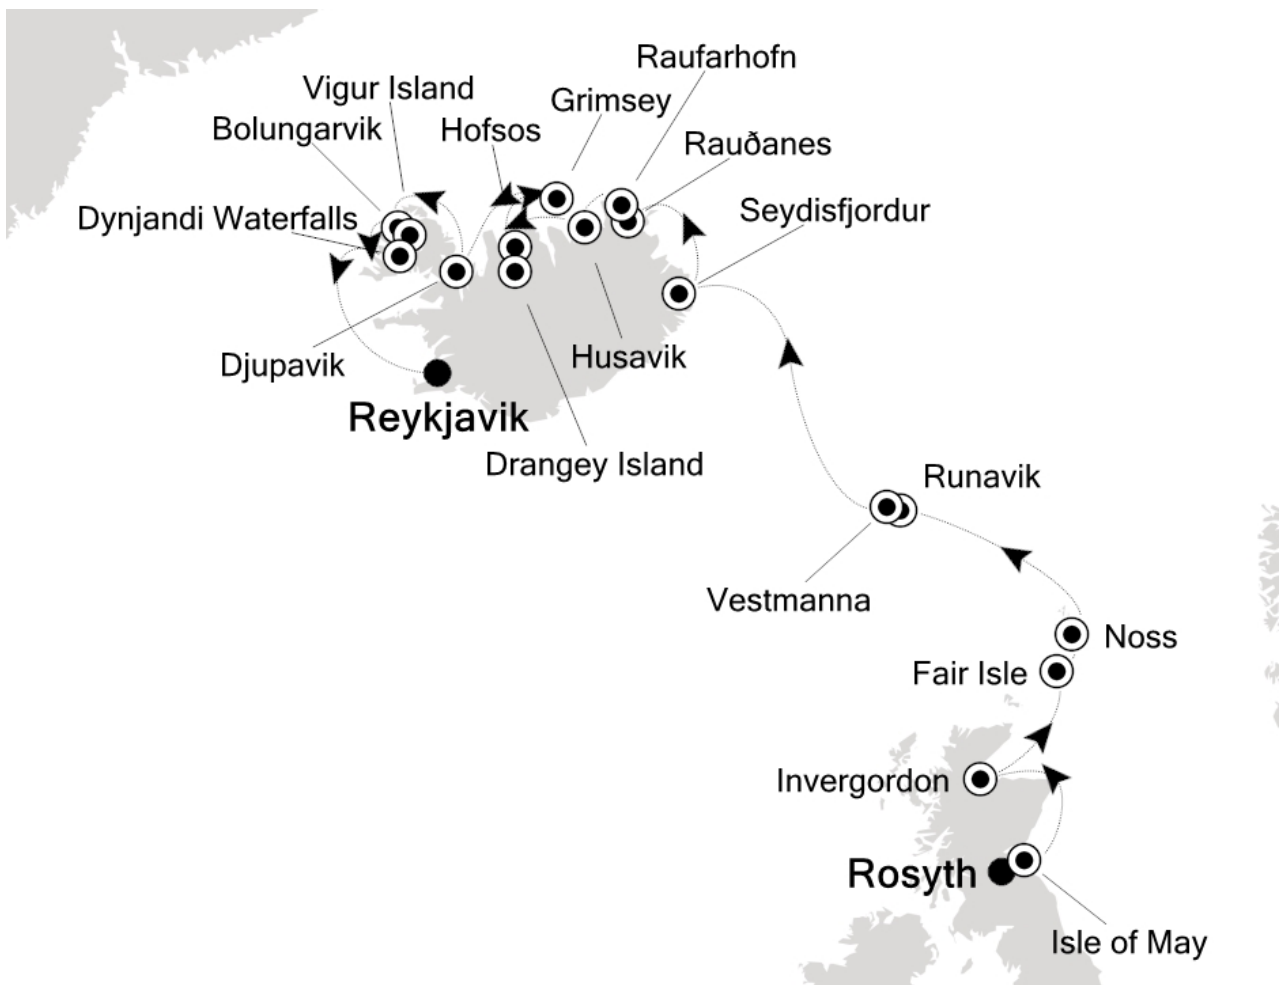 Raufarhofn
Vigur Island
Grimsey
Bolungarvik
Hofsos
Rauðanes
Dynjandi Waterfalls
Seydisfjordur
Djupavik
Husavik
Reykjavik
Drangey Island
Runavik
Vestmanna
Noss
Fair Isle
Invergordon
Rosyth
Isle of May